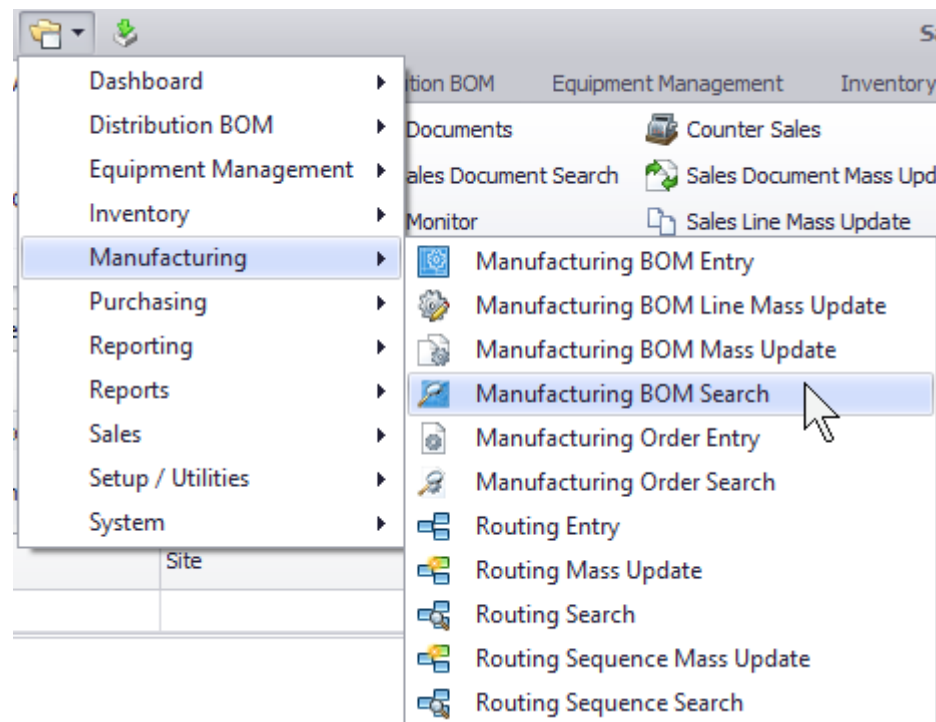 Dashboard
Distribution BOM
Equipment Management
Inventory
Manufacturing
Purchasing
Reporting
Reports
Sales
Setup / Utilities
System
BOM Equipment Management Inventory
Documents Counter Sales
Document Search Sales Document Mass
Monitor Sales Line Mass Update
Manufacturing BOM Entry
Manufacturing BOM Line Mass Update
Manufacturing BOM Mass Update
Manufacturing BOM Search
Manufacturing Order Entry
Manufacturing Order Search
Routing Entry
Routing Mass Update
Routing Search
Routing Sequence Mass Update
Routing Sequence Search
Site